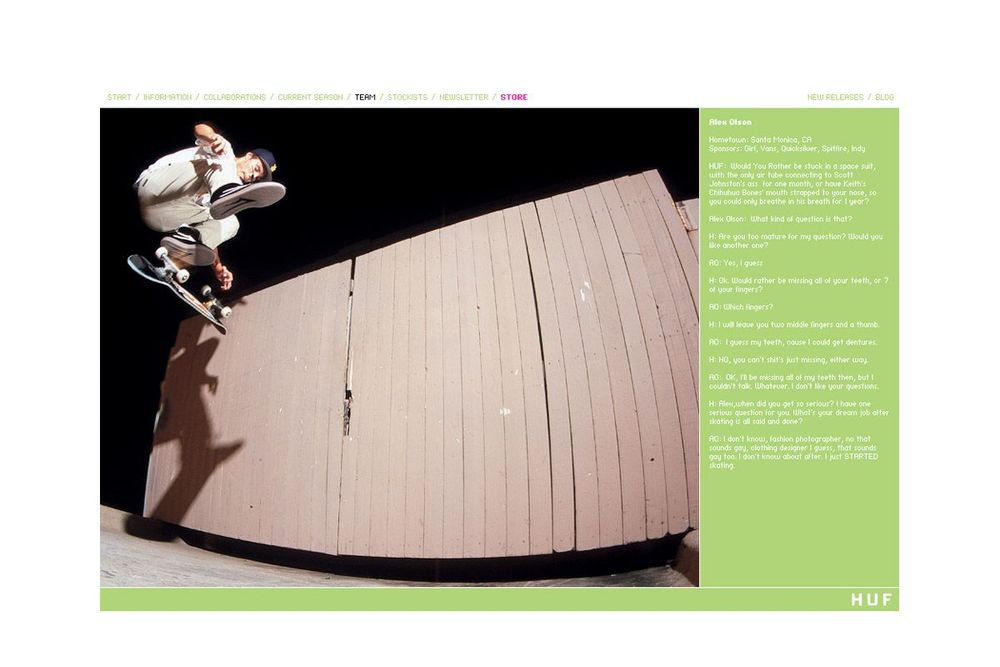 START / INFORMATION / COLLABORATIONS / CURRENT SEASON / TEAM / STOCKISTS / NEWSLETTER / STORE
NEW RELEASES / BLOG
Alex Olson
Hometown: Santa Monica, CA
Sponsors: Girl, Vans, Quicksilver, Spitfire, Indy
HUF: Would You Rather be stuck in a space suit,
with the only air tube connecting to Scott
Johnston's ass for one month, or have Keith's
Chihuhua Bones' mouth strapped to your nose, so
you could only breathe in his breath for 1 year?
Alex Olson: What kind of question is that?
H: Are you too mature for my question? Would you
like another one?
AO: Yes, I guess
H: Ok. Would rather be missing all of your teeth, or 7
of your fingers?
AO: Which fingers?
H: I will leave you two middle fingers and a thumb.
AO: I guess my teeth, cause I could get dentures.
H: NO, you can't shit's just missing, either way.
AO: OK, I'll be missing all of my teeth then, but I
couldn't talk. Whatever. I don't like your questions.
H: Alex,when did you get so serious? I have one
serious question for you. What's your dream job after
skating is all said and done?
AO: I don't know, fashion photographer, no that
sounds gay, clothing designer I guess, that sounds
gay too. I don't know about after. I just STARTED
skating.
HUF